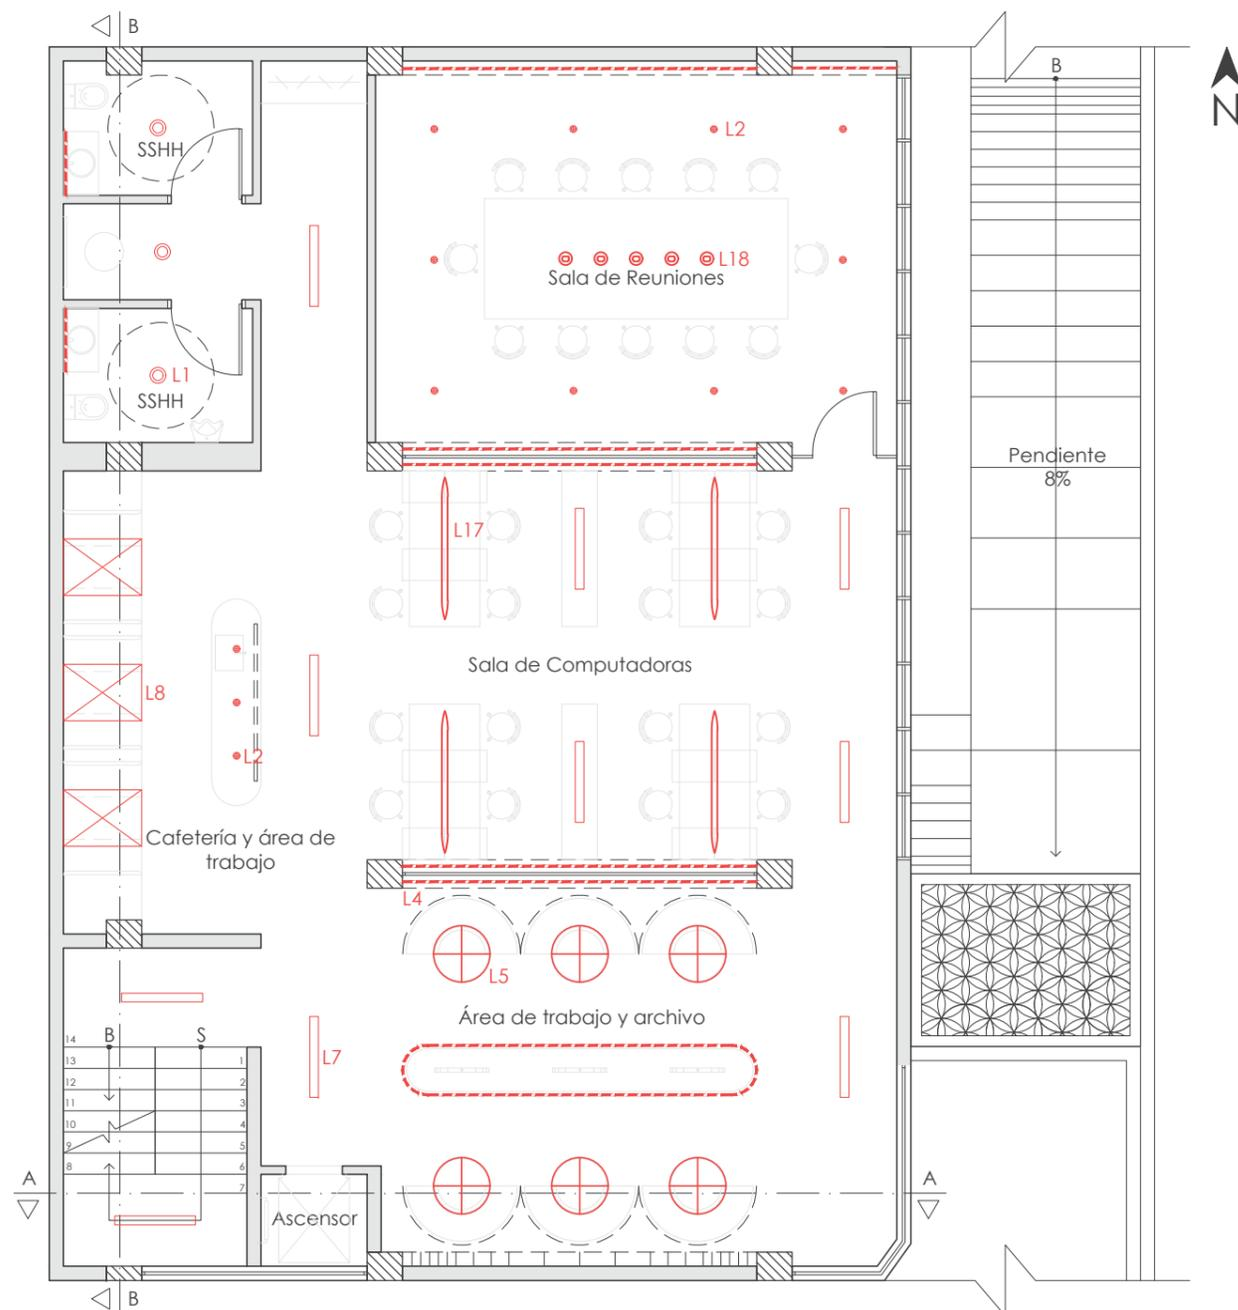 B
N
B
SSHH
L2
L18
Sala de Reuniones
L1
SSHH
Pendiente
8%
L17
Sala de Computadoras
L8
L2
Cafetería y área de
trabajo
L4
L5
Área de trabajo y archivo
L7
B
S
14
13
12
11
10
9
8
1
2
3
4
5
6
7
A
A
Ascensor
B